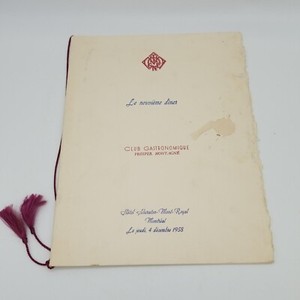 Le neuvième dîner
CLUB GASTRONOMIQUE
PROSPER MONTAGNÉ
Hôtel Sheraton-Mont-Royal
Montréal
Le jeudi, 4 décembre 1958